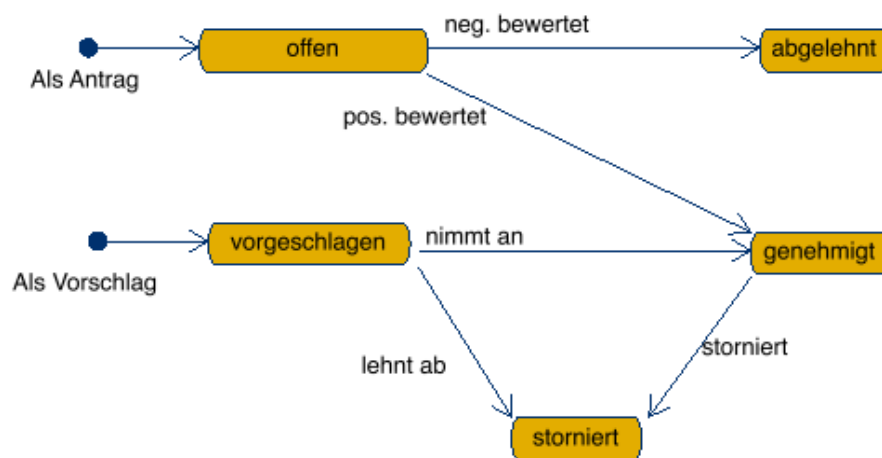 neg. bewertet
offen
abgelehnt
Als Antrag
pos. bewertet
vorgeschlagen
nimmt an
genehmigt
Als Vorschlag
lehnt ab
storniert
storniert